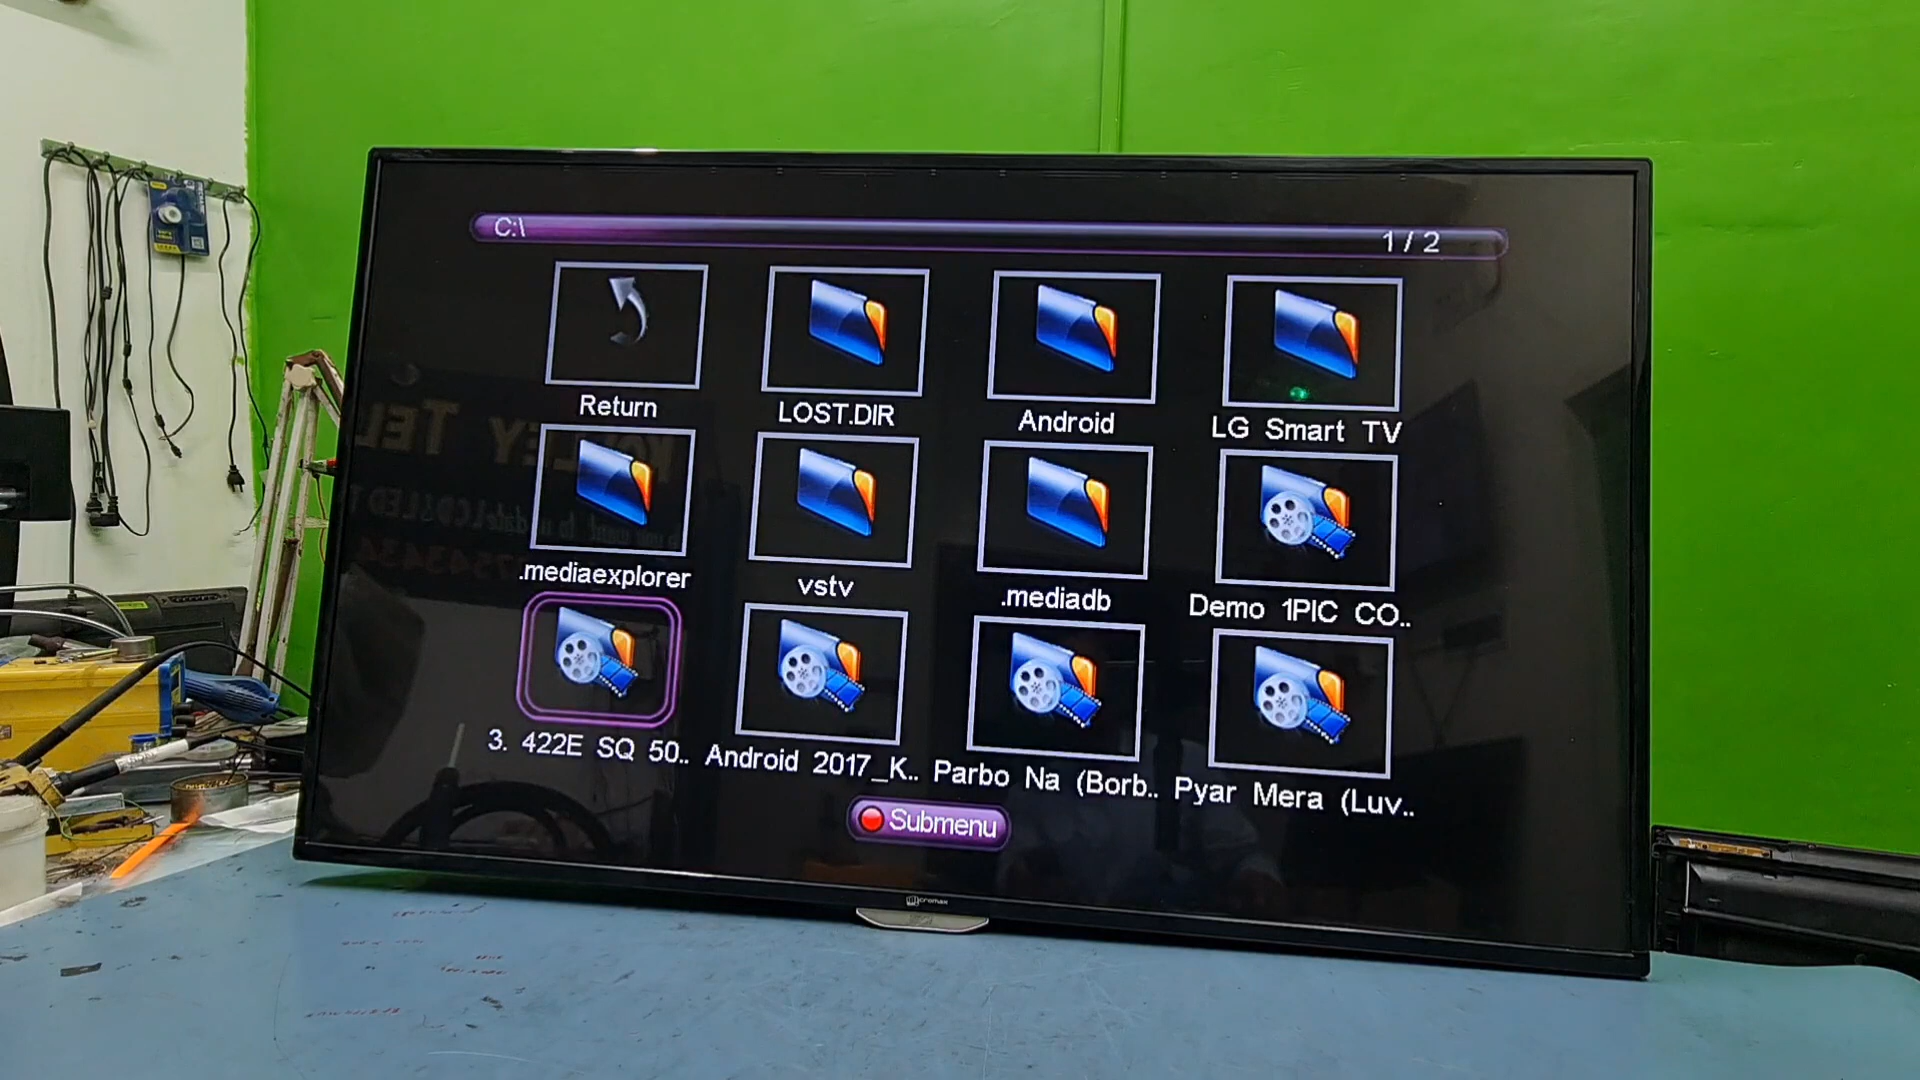 C:\ 1 / 2
Return LOST.DIR Android LG Smart TV
.mediaexplorer vstv .mediadb Demo 1PIC CO..
3. 422E SQ 50.. Android 2017_K.. Parbo Na (Borb.. Pyar Mera (Luv..
Submenu
Micromax